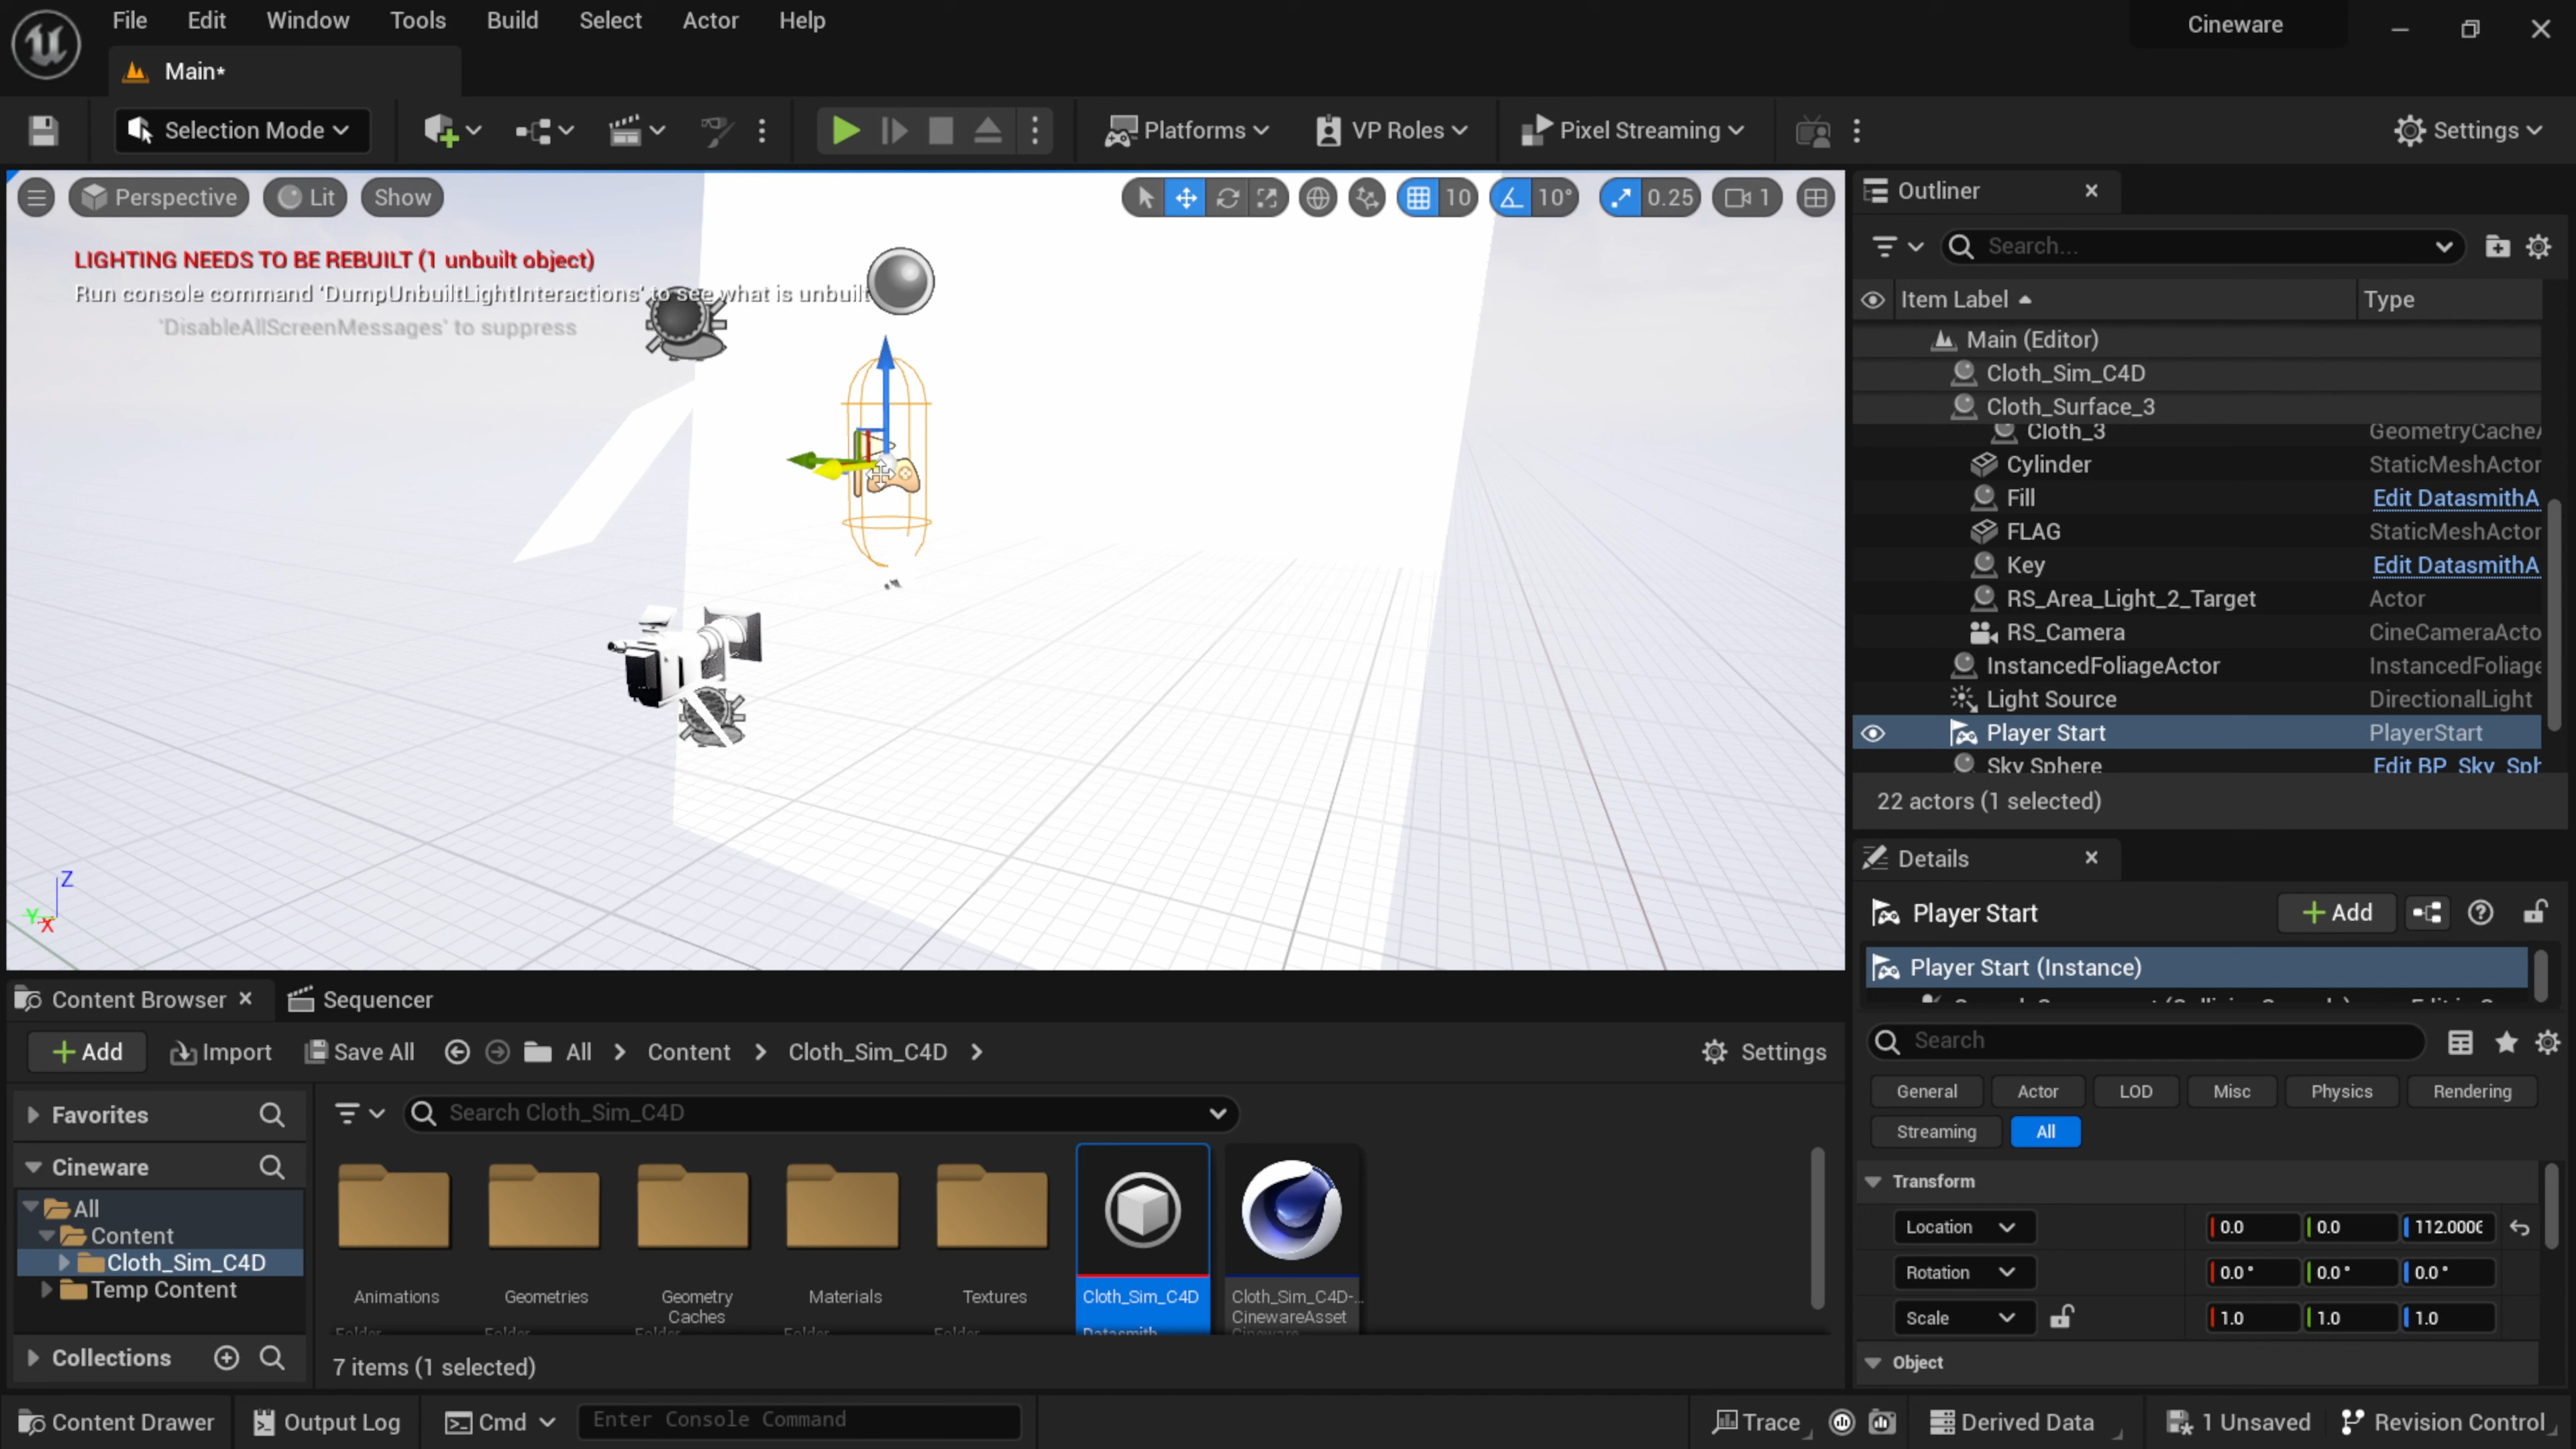 File Edit Window Tools Build Select Actor Help
Cineware
Main*
Selection Mode
Platforms
VP Roles
Pixel Streaming
Settings
Perspective
Lit
Show
10
10°
0.25
1
LIGHTING NEEDS TO BE REBUILT (1 unbuilt object)
Run console command 'DumpUnbuiltLightInteractions' to see what is unbuilt
'DisableAllScreenMessages' to suppress
Z
Y
X
Outliner
Search...
Item Label Type
Main (Editor)
Cloth_Sim_C4D
Cloth_Surface_3
Cloth_3 GeometryCacheA
Cylinder StaticMeshActor
Fill Edit DatasmithA
FLAG StaticMeshActor
Key Edit DatasmithA
RS_Area_Light_2_Target Actor
RS_Camera CineCameraActo
InstancedFoliageActor InstancedFoliage
Light Source DirectionalLight
Player Start PlayerStart
Sky Sphere Edit BP_Sky_Sph
22 actors (1 selected)
Details
Player Start
Add
Player Start (Instance)
Search
General Actor LOD Misc Physics Rendering
Streaming All
Transform
Location 0.0 0.0 112.000
Rotation 0.0° 0.0° 0.0°
Scale 1.0 1.0 1.0
Object
Content Browser
Sequencer
Add
Import
Save All
All > Content > Cloth_Sim_C4D >
Settings
Favorites
Cineware
All
Content
Cloth_Sim_C4D
Temp Content
Collections
Search Cloth_Sim_C4D
Animations
Folder
Geometries
Folder
Geometry
Caches
Folder
Materials
Folder
Textures
Folder
Cloth_Sim_C4D
Datasmith
Cloth_Sim_C4D-...
CinewareAsset
Cineware
7 items (1 selected)
Content Drawer
Output Log
Cmd
Enter Console Command
Trace
Derived Data
1 Unsaved
Revision Control